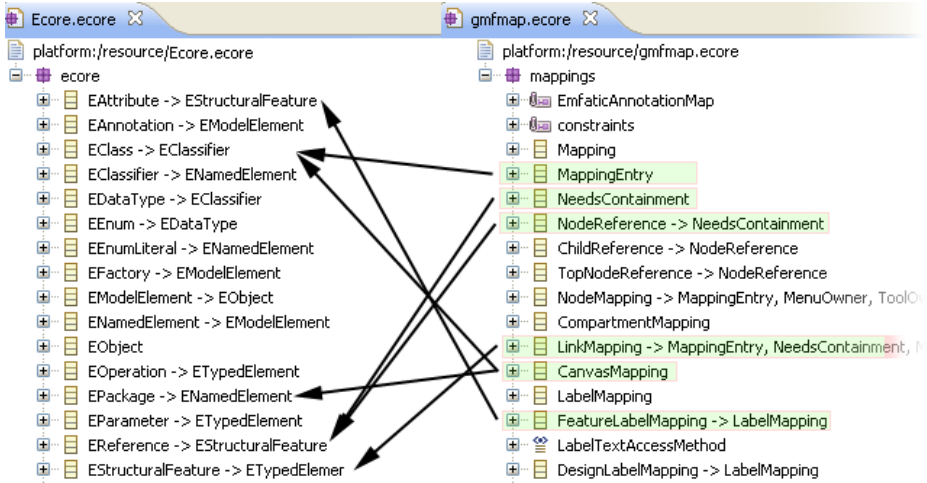 Ecore.ecore
platform:/resource/Ecore.ecore
ecore
EAttribute -> EStructuralFeature
EAnnotation -> EModelElement
EClass -> EClassifier
EClassifier -> ENamedElement
EDataType -> EClassifier
EEnum -> EDataType
EEnumLiteral -> ENamedElement
EFactory -> EModelElement
EModelElement -> EObject
ENamedElement -> EModelElement
EObject
EOperation -> ETypedElement
EPackage -> ENamedElement
EParameter -> ETypedElement
EReference -> EStructuralFeature
EStructuralFeature -> ETypedElemer
gmfmap.ecore
platform:/resource/gmfmap.ecore
mappings
EmfaticAnnotationMap
constraints
Mapping
MappingEntry
NeedsContainment
NodeReference -> NeedsContainment
ChildReference -> NodeReference
TopNodeReference -> NodeReference
NodeMapping -> MappingEntry, MenuOwner, ToolO
CompartmentMapping
LinkMapping -> MappingEntry, NeedsContainment, M
CanvasMapping
LabelMapping
FeatureLabelMapping -> LabelMapping
LabelTextAccessMethod
DesignLabelMapping -> LabelMapping